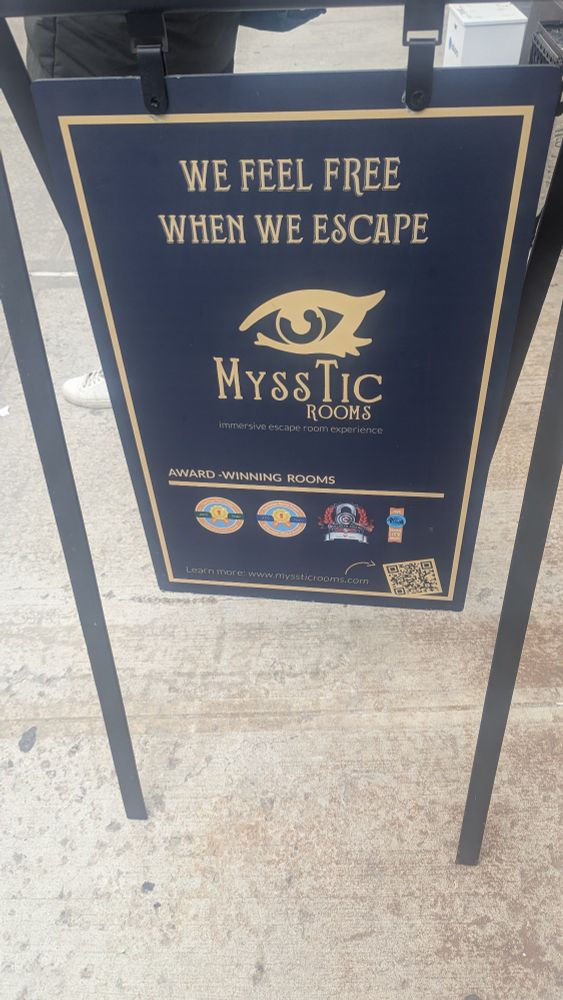 WE FEEL FREE
WHEN WE ESCAPE
MYSSTIC
ROOMS
immersive escape room experience
AWARD-WINNING ROOMS
Learn more: www.myssticrooms.com